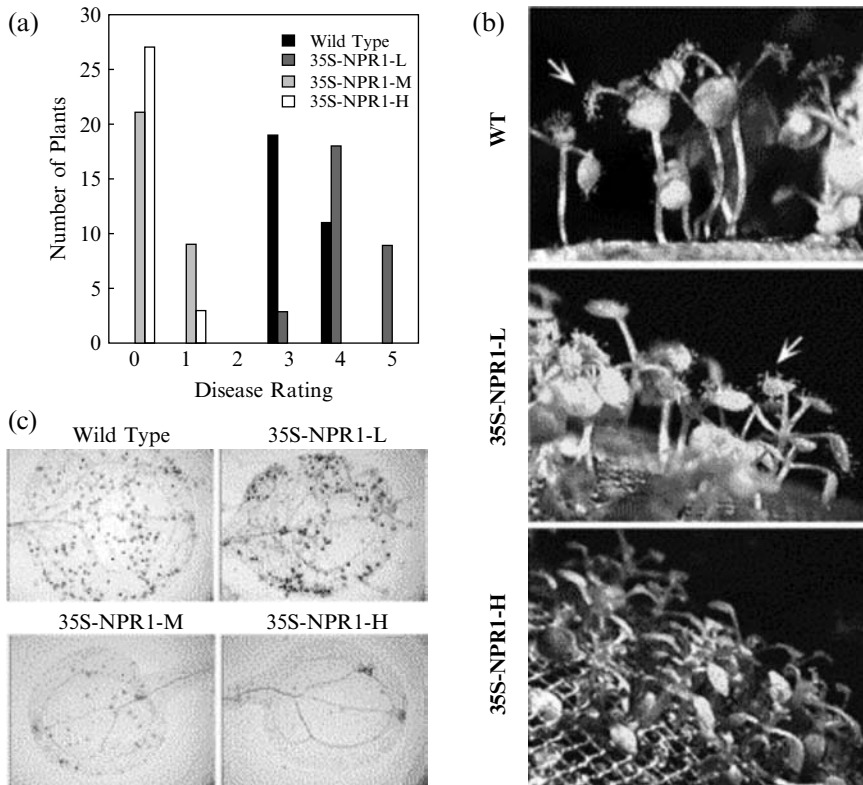 (a)
30
25
20
15
10
5
0
Number of Plants
0 1 2 3 4 5
Disease Rating
Wild Type
35S-NPR1-L
35S-NPR1-M
35S-NPR1-H
(b)
WT
35S-NPR1-L
35S-NPR1-H
(c)
Wild Type
35S-NPR1-L
35S-NPR1-M
35S-NPR1-H